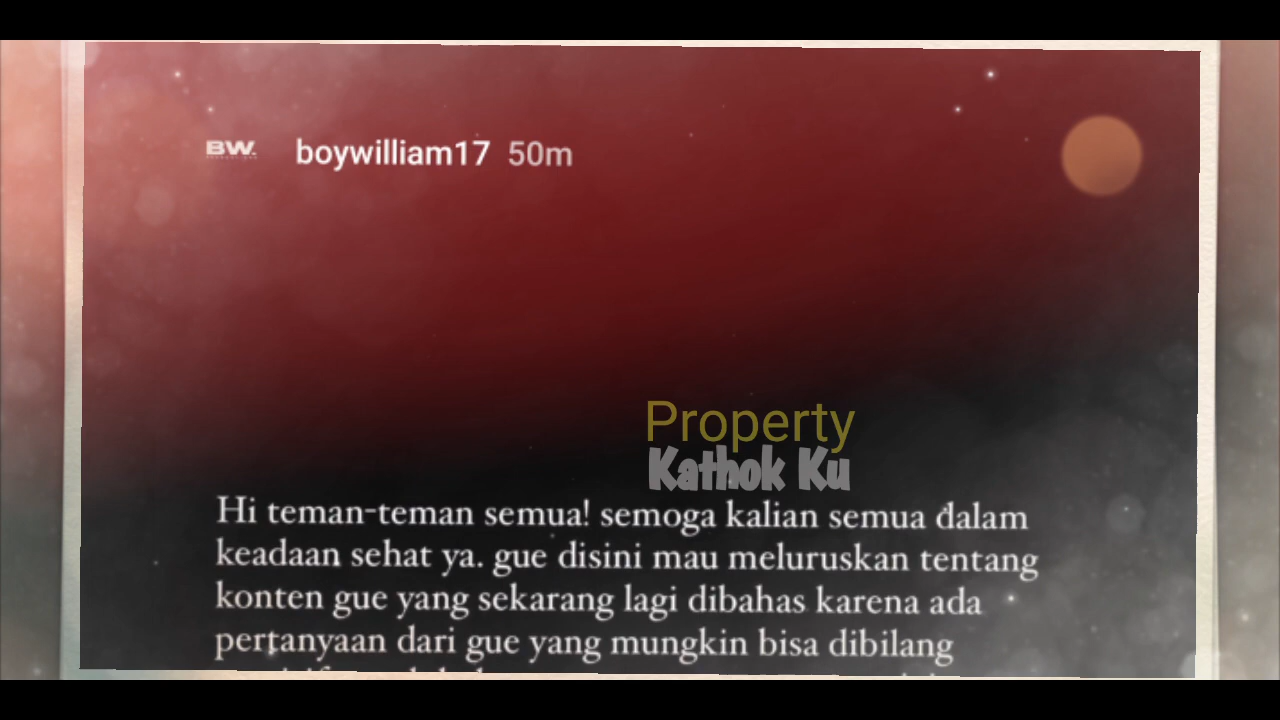 BW.
boywilliam17 50m
Property
Kathok Ku
Hi teman-teman semua! semoga kalian semua dalam
keadaan sehat ya. gue disini mau meluruskan tentang
konten gue yang sekarang lagi dibahas karena ada
pertanyaan dari gue yang mungkin bisa dibilang